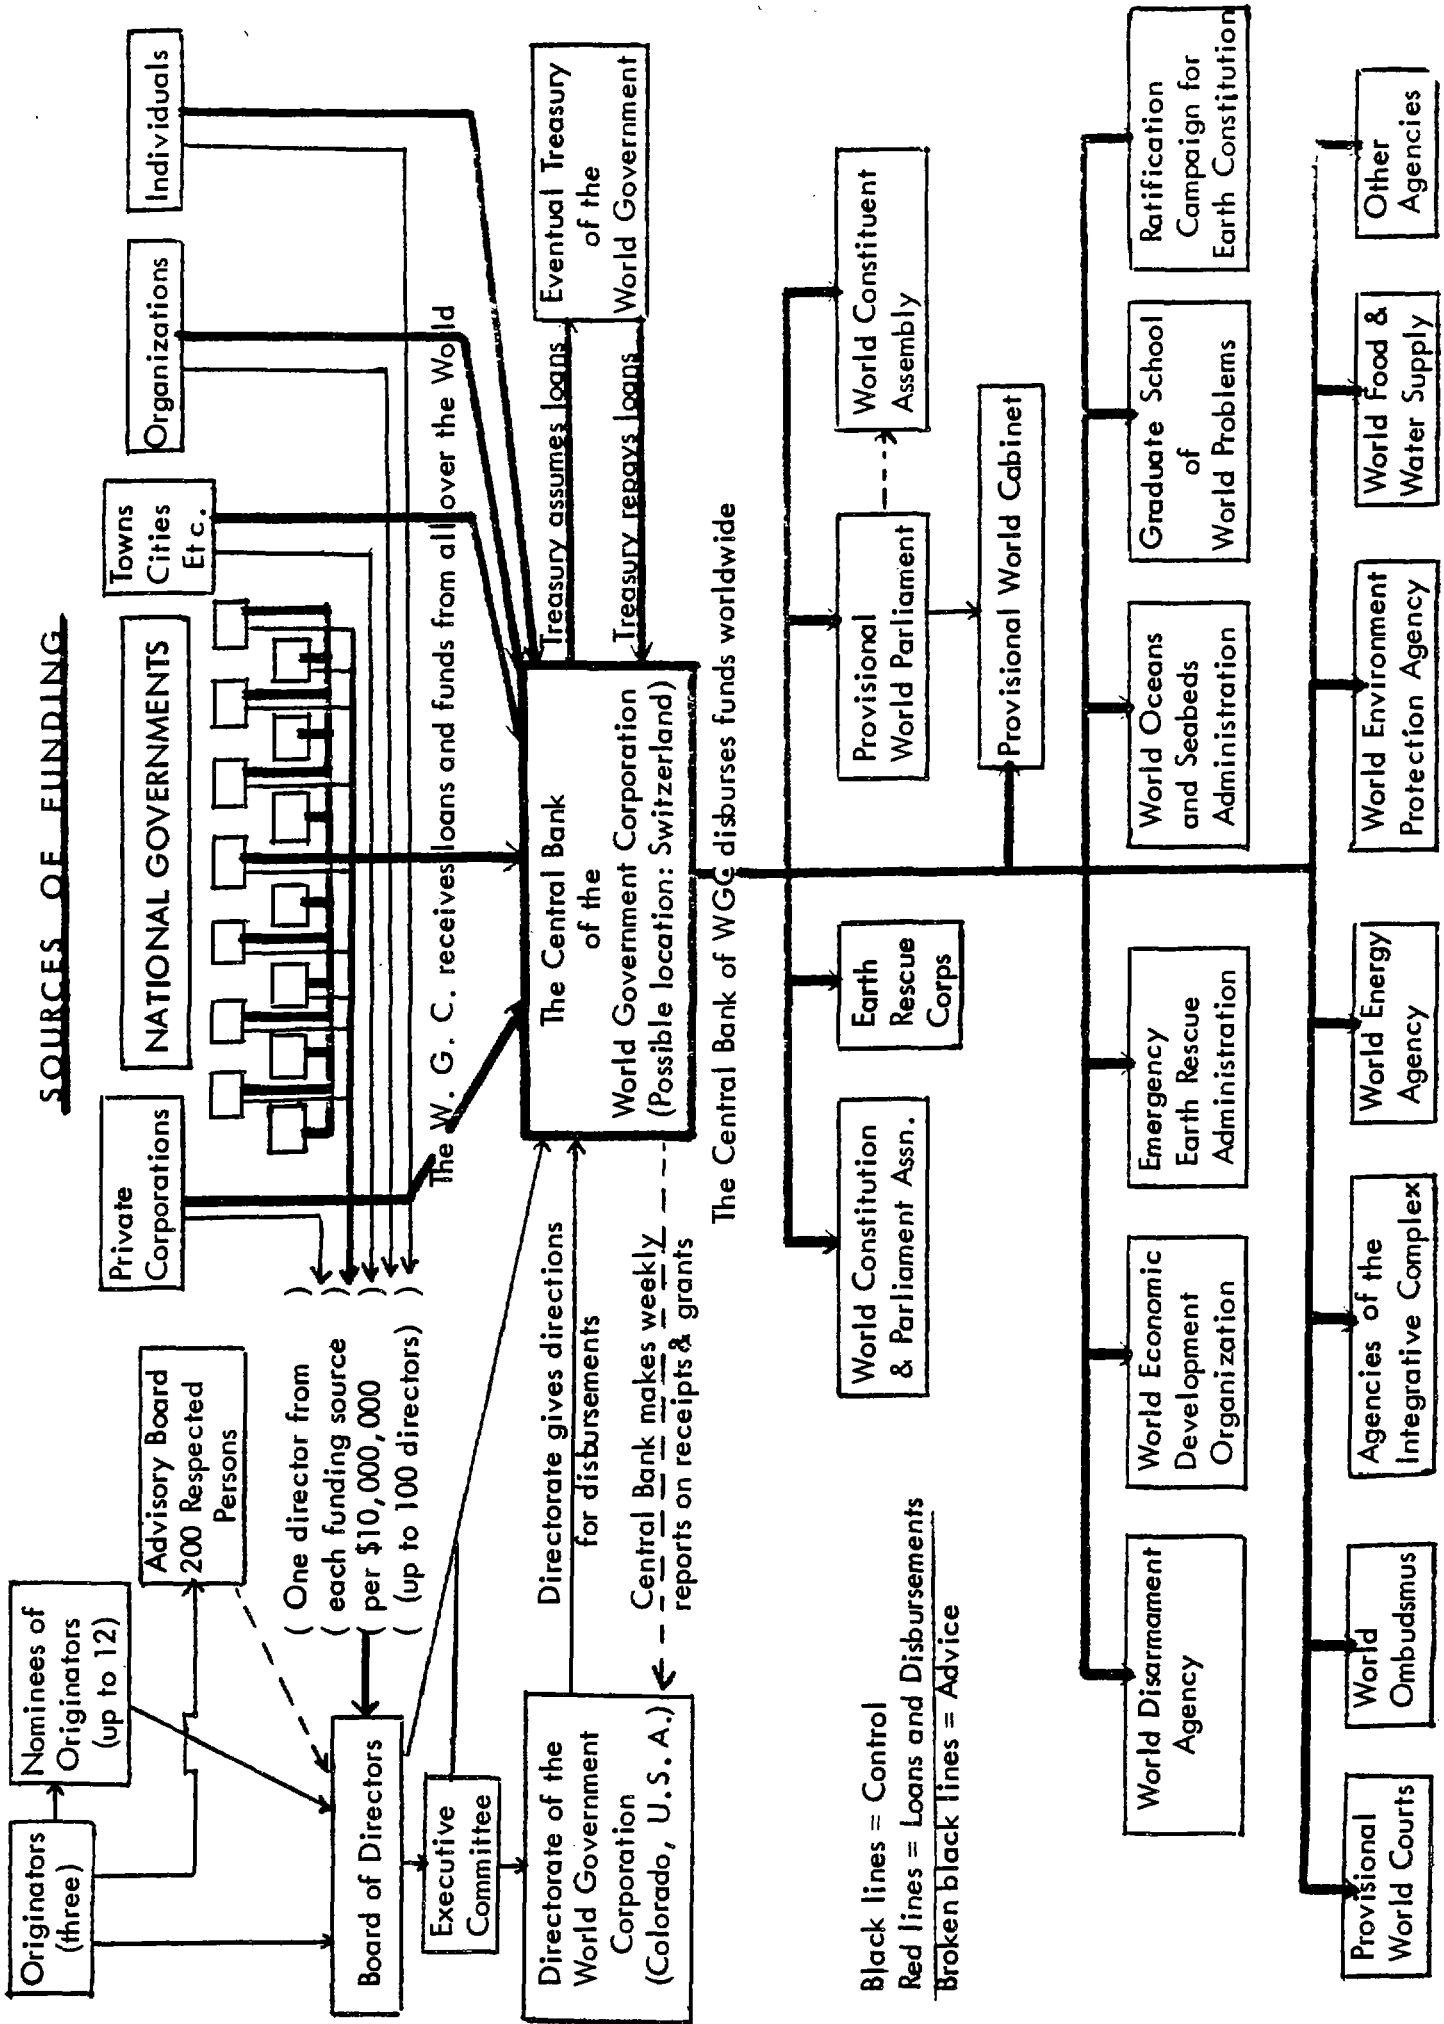 SOURCES OF FUNDING
Originators
(three)
Nominees of
Originators
(up to 12)
Advisory Board
200 Respected
Persons
Private
Corporations
NATIONAL GOVERNMENTS
Towns
Cities
Etc.
Organizations
Individuals
( One director from )
( each funding source )
( per $10,000,000 )
( (up to 100 directors) )
Board of Directors
Executive
Committee
The W. G. C. receives loans and funds from all over the World
Directorate of the
World Government
Corporation
(Colorado, U.S.A.)
Directorate gives directions
for disbursements
Central Bank makes weekly
reports on receipts & grants
The Central Bank
of the
World Government Corporation
(Possible location: Switzerland)
Treasury assumes loans
Treasury repays loans
Eventual Treasury
of the
World Government
The Central Bank of WGC disburses funds worldwide
Black lines = Control
Red lines = Loans and Disbursements
Broken black lines = Advice
World Constitution
& Parliament Assn.
Earth
Rescue
Corps
Provisional
World Parliament
World Constituent
Assembly
Provisional World Cabinet
World Disarmament
Agency
World Economic
Development
Organization
Emergency
Earth Rescue
Administration
World Oceans
and Seabeds
Administration
Graduate School
of
World Problems
Ratification
Campaign for
Earth Constitution
Provisional
World Courts
World
Ombudsmus
Agencies of the
Integrative Complex
World Energy
Agency
World Environment
Protection Agency
World Food &
Water Supply
Other
Agencies